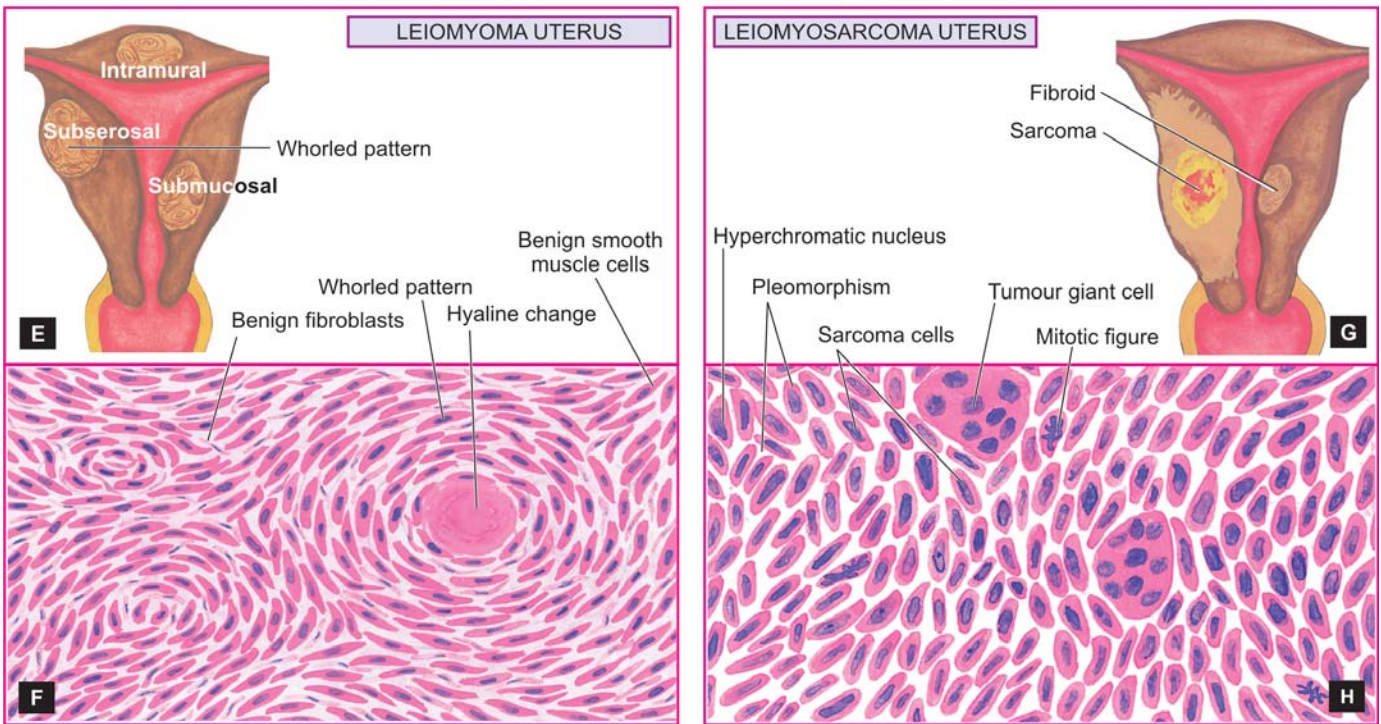 LEIOMYOMA UTERUS
Intramural
Subserosal
Whorled pattern
Submucosal
Benign smooth
muscle cells
Whorled pattern
Hyaline change
Benign fibroblasts
E
F
LEIOMYOSARCOMA UTERUS
Fibroid
Sarcoma
Hyperchromatic nucleus
Pleomorphism
Tumour giant cell
Sarcoma cells
Mitotic figure
G
H